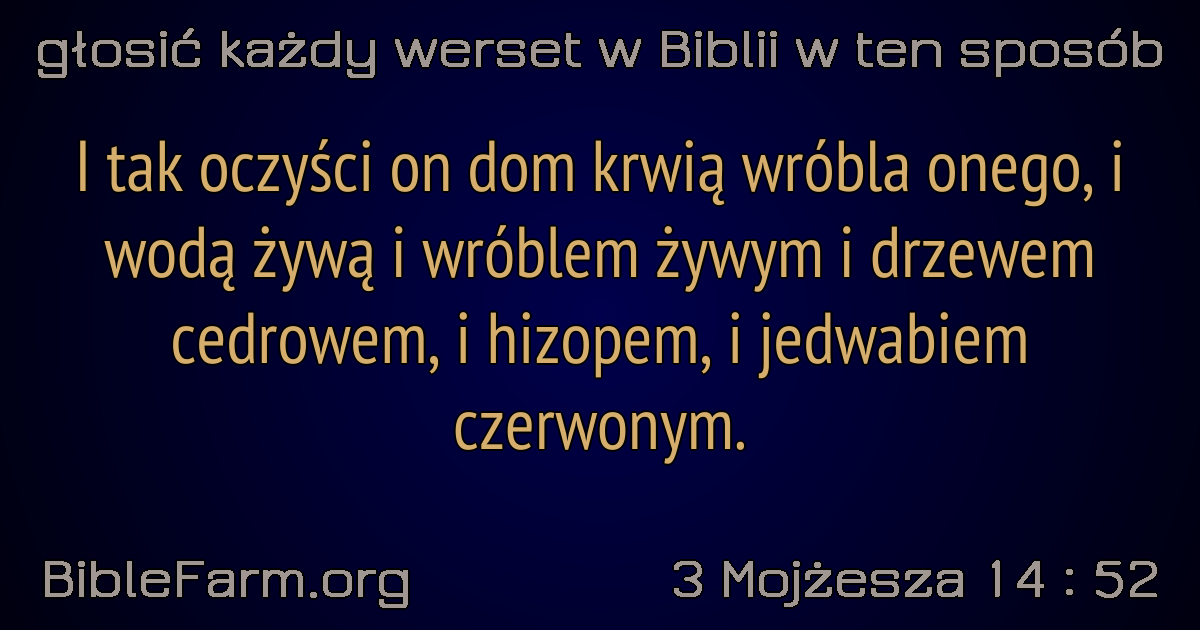 głosić każdy werset w Biblii w ten sposób
I tak oczyści on dom krwią wróbla onego, i
wodą żywą i wróblem żywym i drzewem
cedrowem, i hizopem, i jedwabiem
czerwonym.
BibleFarm.org
3 Mojżesza 14 : 52